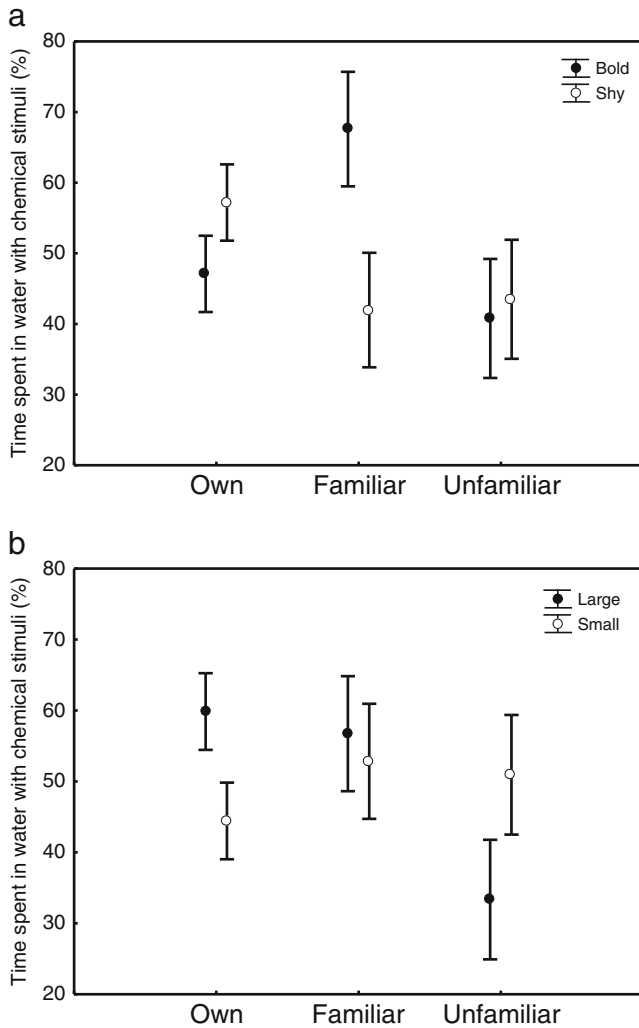 a
Time spent in water with chemical stimuli (%)
80
70
60
50
40
30
20
Bold
Shy
Own Familiar Unfamiliar
b
Time spent in water with chemical stimuli (%)
80
70
60
50
40
30
20
Large
Small
Own Familiar Unfamiliar